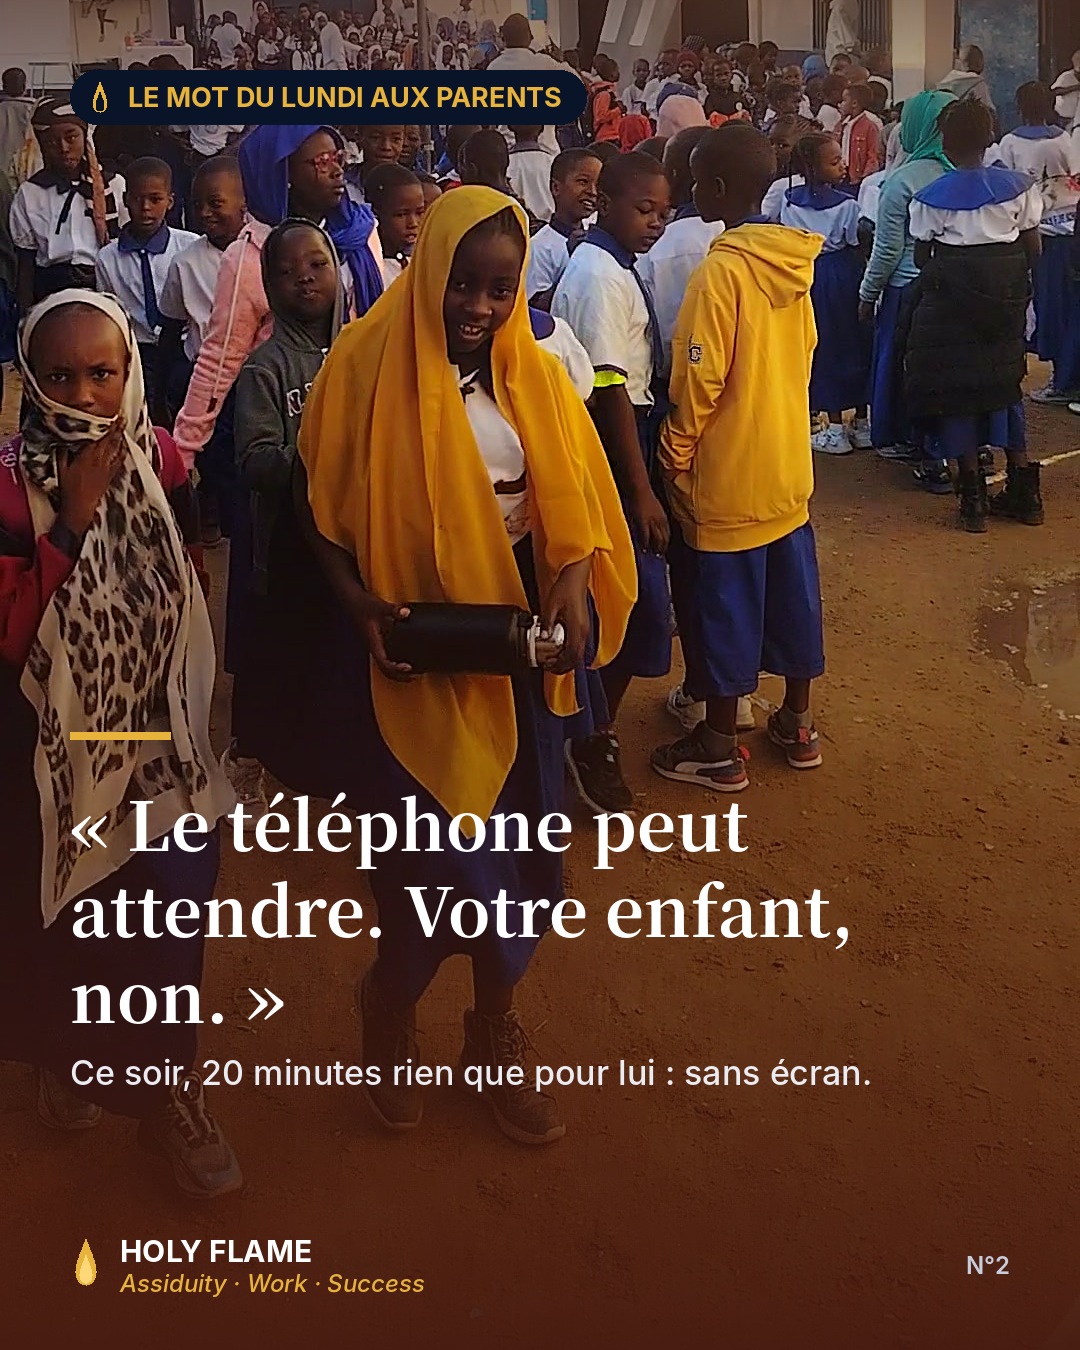 LE MOT DU LUNDI AUX PARENTS
« Le téléphone peut
attendre. Votre enfant,
non. »
Ce soir, 20 minutes rien que pour lui : sans écran.
HOLY FLAME
Assiduity · Work · Success
N°2